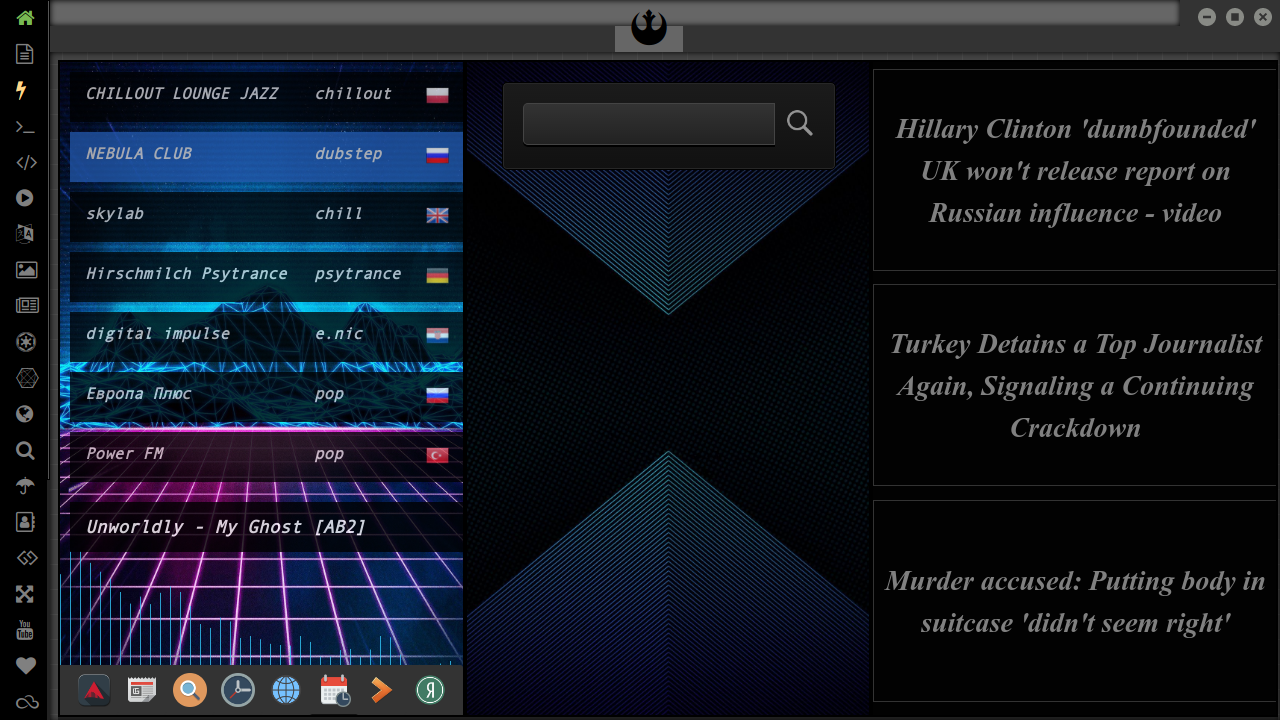 CHILLOUT LOUNGE JAZZ chillout
NEBULA CLUB dubstep
skylab chill
Hirschmilch Psytrance psytrance
digital impulse e.nic
Европа Плюс pop
Power FM pop
Unworldly - My Ghost [AB2]
Hillary Clinton 'dumbfounded'
UK won't release report on
Russian influence - video
Turkey Detains a Top Journalist
Again, Signaling a Continuing
Crackdown
Murder accused: Putting body in
suitcase 'didn't seem right'
You
Tube
Я